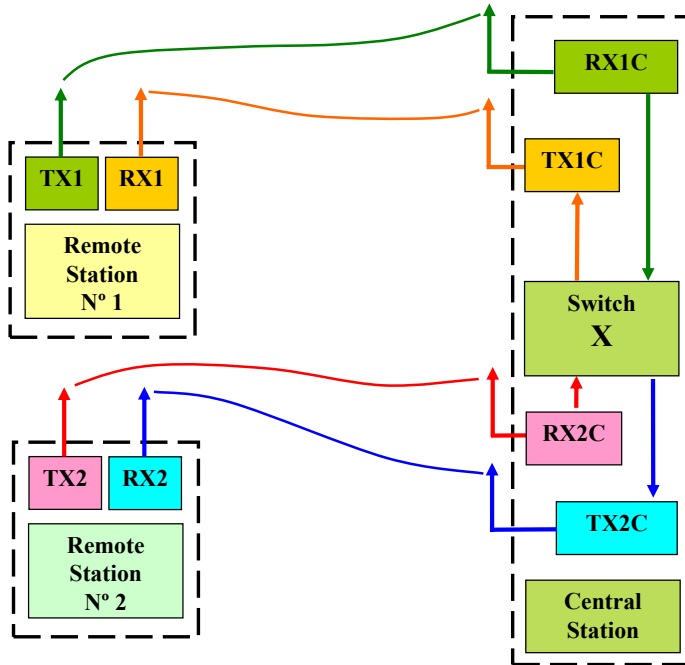 RX1C
TX1C
TX1
RX1
Remote
Station
Nº 1
Switch
X
RX2C
TX2
RX2
TX2C
Remote
Station
Nº 2
Central
Station